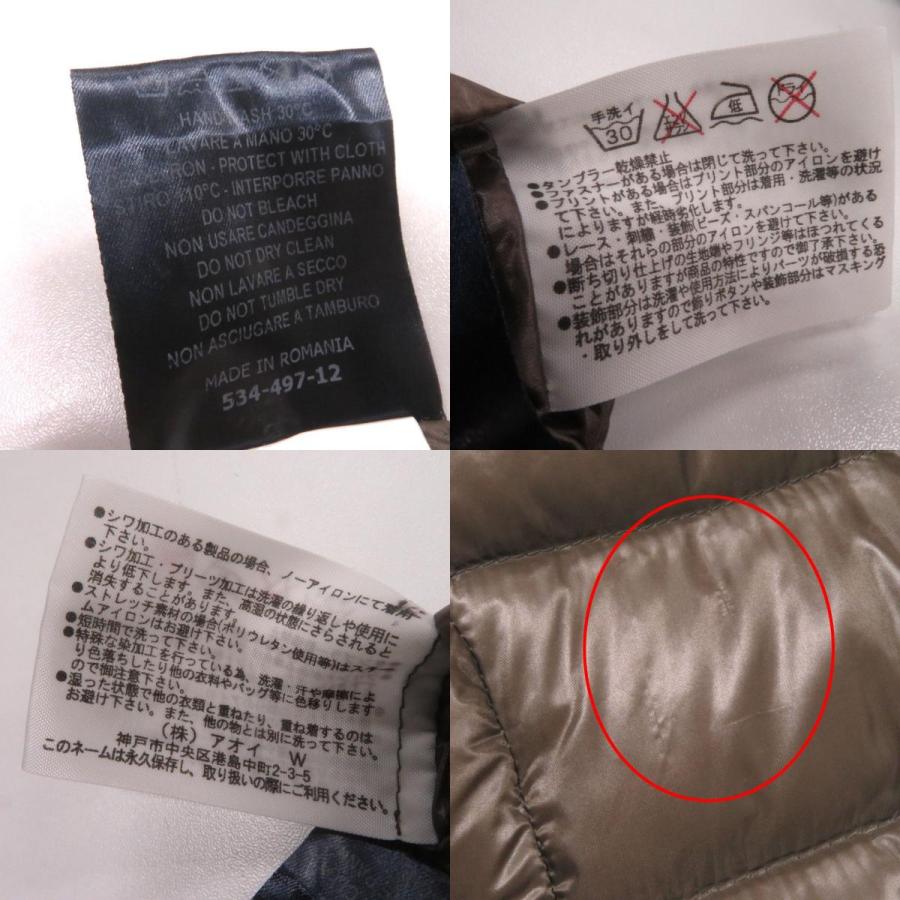 HAND WASH 30°C
LAVARE A MANO 30°C
IRON - PROTECT WITH CLOTH
110°C - INTERPORRE PANNO
DO NOT BLEACH
NON USARE CANDEGGINA
DO NOT DRY CLEAN
NON LAVARE A SECCO
DO NOT TUMBLE DRY
NON ASCIUGARE A TAMBURO
MADE IN ROMANIA
534-497-12
手洗イ
30
エンソサラシ
低
ドライ
●タンブラー乾燥禁止
●ファスナーがある場合は閉じて洗って下さい。
●プリントがある場合はプリント部分のアイロンを避け
て下さい。また、プリント部分は着用・洗濯等の状況
によりますが経時劣化します。
●レース・刺繍・装飾(ビーズ・スパンコール等)がある
場合はそれらの部分のアイロンを避けて下さい。
●断ち切り仕上げの生地端やフリンジ等はほつれてくる
ことがありますが商品の特性ですので御了承下さい。
●装飾部分は洗濯や使用方法によりパーツが破損する恐
れがありますので飾りボタンや装飾部分はマスキング
・取り外しをして洗って下さい。
●シワ加工のある製品の場合、ノーアイロンにて
下さい。
●シワ加工・プリーツ加工は洗濯の繰り返しや使用に
より低下します。また、高湿の状態にさらされると
消失することがあります。
●ストレッチ素材の場合(ポリウレタン使用等)はスチー
ムアイロンはお避け下さい。
●短時間で洗って下さい。
●特殊な染加工を行っている為、洗濯・汗や摩擦によ
り色落ちしたり他の衣料やバッグ等に色移りします
ので御注意下さい。
●湿った状態で他の衣類と重ねたり、重ね着するのは
お避け下さい。また、他の物とは別に洗って下さい。
(株) アオイ W
神戸市中央区港島中町2-3-5
このネームは永久保存し、取り扱いの際にご利用ください。